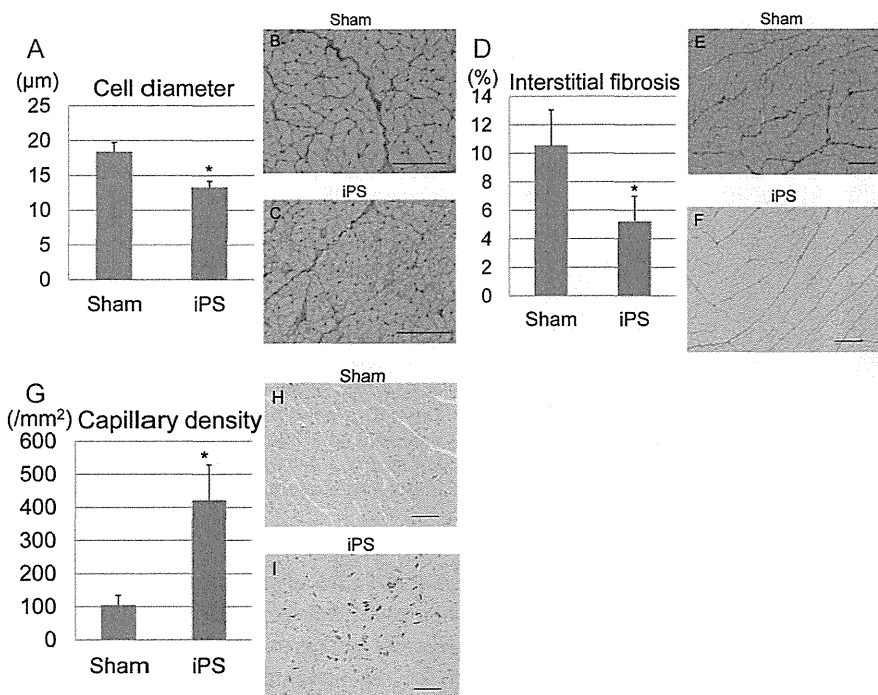 A
(μm)
Cell diameter
25
20
15
10
5
0
*
Sham
iPS
Sham
B
iPS
C
D
(%)
Interstitial fibrosis
14
12
10
8
6
4
2
0
*
Sham
iPS
Sham
E
iPS
F
G
(/mm²)
Capillary density
600
500
400
300
200
100
0
*
Sham
iPS
Sham
H
iPS
I